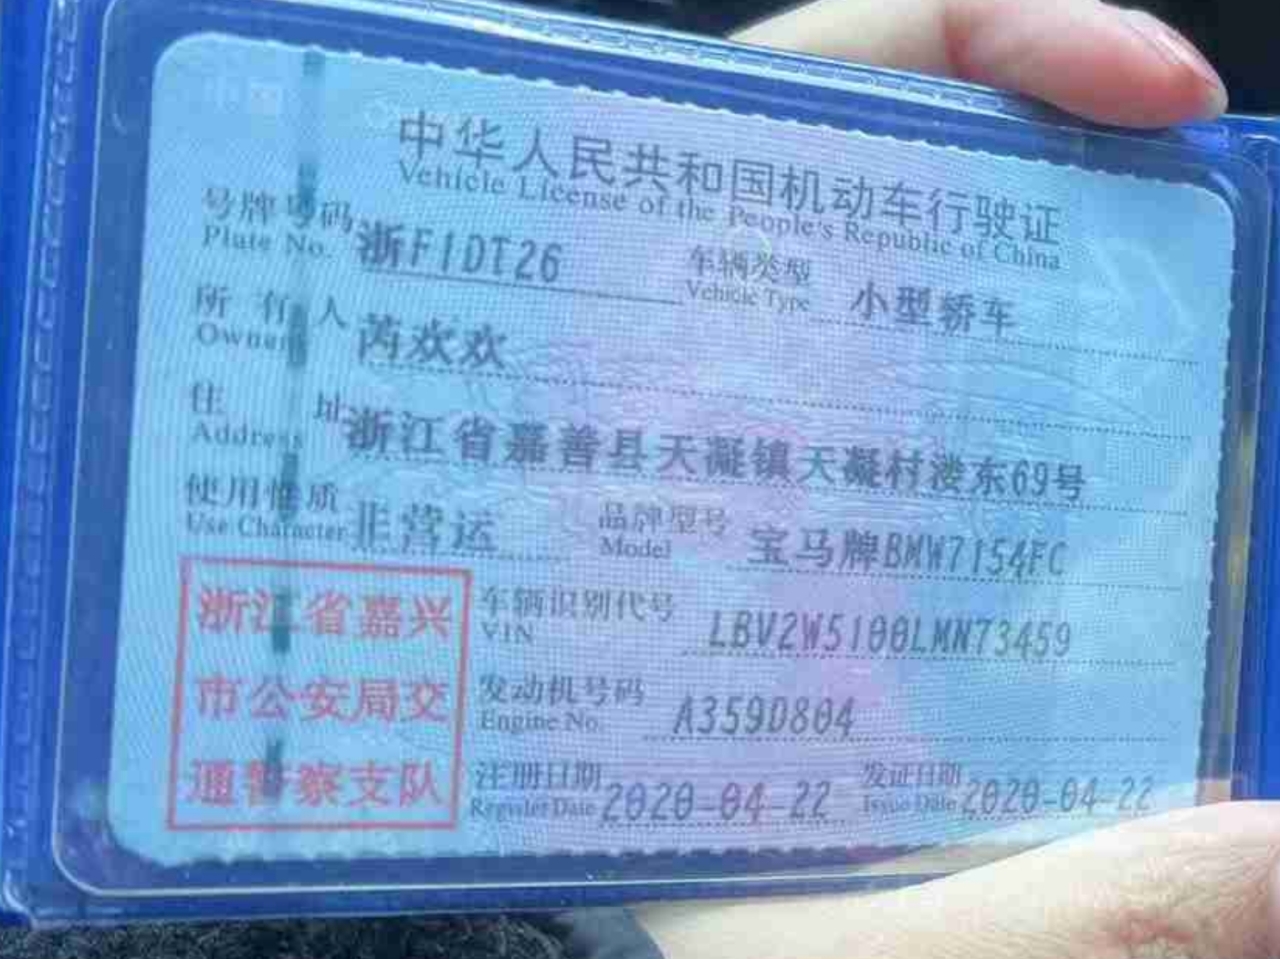 中华人民共和国机动车行驶证
Vehicle License of the People's Republic of China
号牌号码 浙F1DT26 车辆类型 小型轿车
Plate No. Vehicle Type
所有人 芮欢欢
Owner
住址 浙江省嘉善县天凝镇天凝村溇东69号
Address
使用性质 非营运 品牌型号 宝马牌BMW7154FC
Use Character Model
浙江省嘉兴
市公安局交
通警察支队
车辆识别代号 LBV2W5100LMN73459
VIN
发动机号码 A359D804
Engine No.
注册日期 2020-04-22 发证日期 2020-04-22
Register Date Issue Date